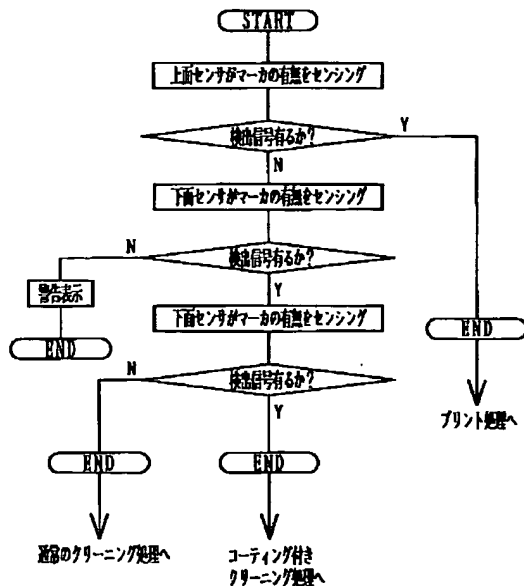 START
上面センサがマーカの有無をセンシング
検出信号有るか?
Y
N
下面センサがマーカの有無をセンシング
N
検出信号有るか?
警告表示
Y
END
下面センサがマーカの有無をセンシング
END
N
検出信号有るか?
Y
プリント処理へ
END
END
通常のクリーニング処理へ
コーティング付き
クリーニング処理へ